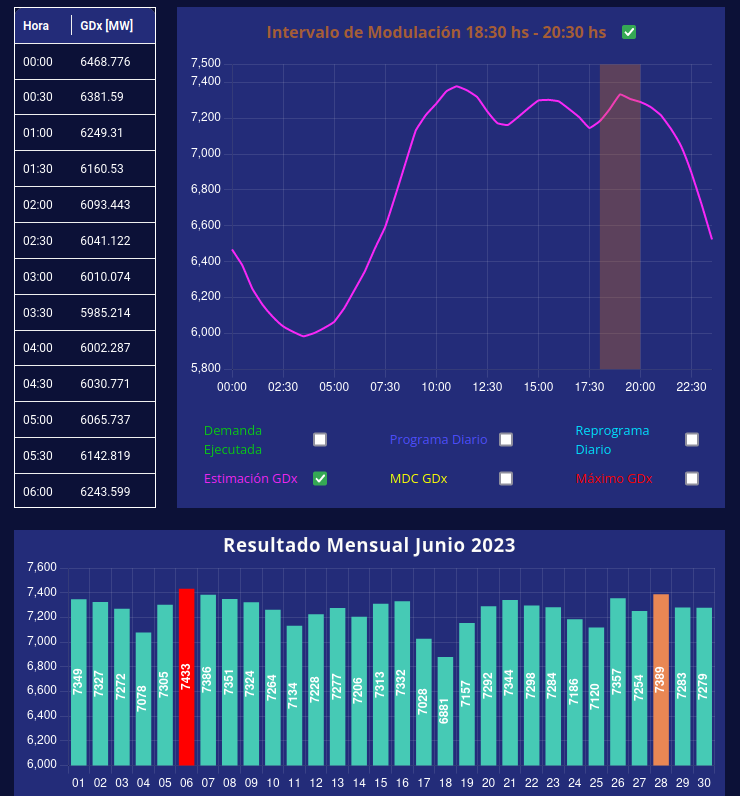 Hora GDx [MW]
00:00 6468.776
00:30 6381.59
01:00 6249.31
01:30 6160.53
02:00 6093.443
02:30 6041.122
03:00 6010.074
03:30 5985.214
04:00 6002.287
04:30 6030.771
05:00 6065.737
05:30 6142.819
06:00 6243.599
Intervalo de Modulación 18:30 hs - 20:30 hs
7,500
7,400
7,200
7,000
6,800
6,600
6,400
6,200
6,000
5,800
00:00 02:30 05:00 07:30 10:00 12:30 15:00 17:30 20:00 22:30
Demanda
Ejecutada
Programa Diario
Reprograma
Diario
Estimación GDx
MDC GDx
Máximo GDx
Resultado Mensual Junio 2023
7,600
7,400
7,200
7,000
6,800
6,600
6,400
6,200
6,000
7349 7327 7272 7078 7305 7433 7386 7351 7324 7264 7134 7228 7277 7206 7313 7332 7028 6881 7157 7292 7344 7298 7284 7186 7120 7357 7254 7389 7283 7279
01 02 03 04 05 06 07 08 09 10 11 12 13 14 15 16 17 18 19 20 21 22 23 24 25 26 27 28 29 30